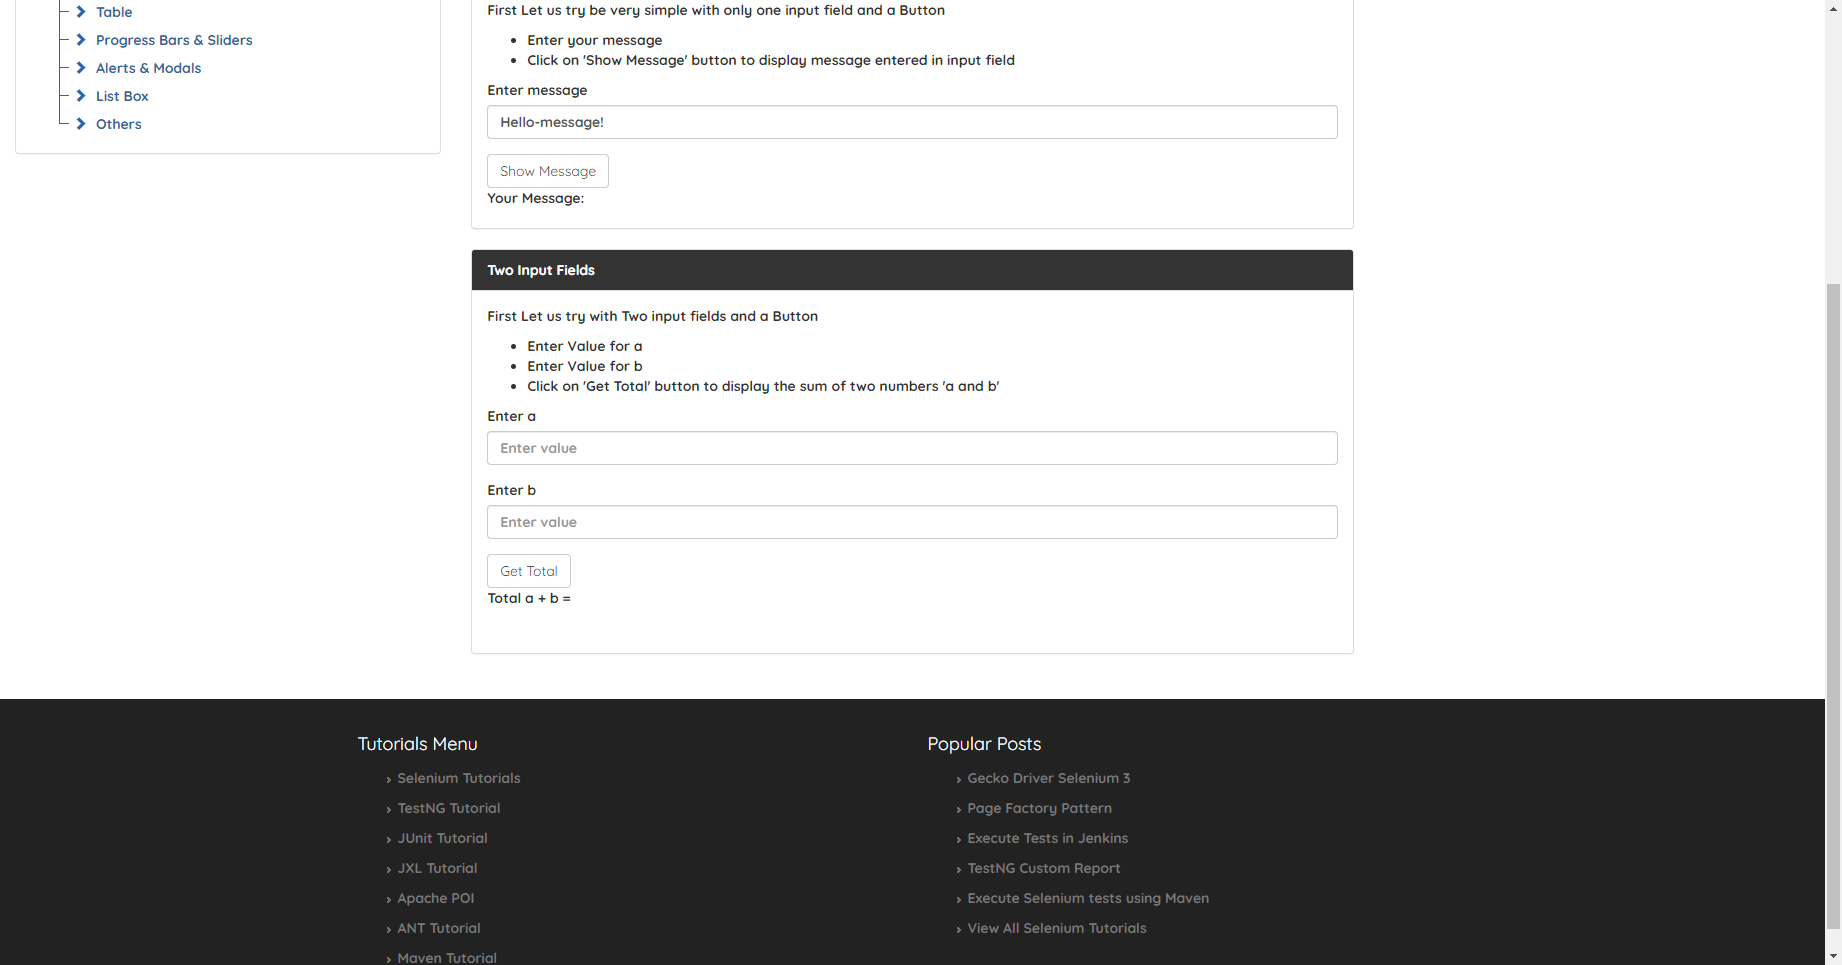 Table
Progress Bars & Sliders
Alerts & Modals
List Box
Others
First Let us try be very simple with only one input field and a Button
Enter your message
Click on 'Show Message' button to display message entered in input field
Enter message
Hello-message!
Show Message
Your Message:
Two Input Fields
First Let us try with Two input fields and a Button
Enter Value for a
Enter Value for b
Click on 'Get Total' button to display the sum of two numbers 'a and b'
Enter a
Enter value
Enter b
Enter value
Get Total
Total a + b =
Tutorials Menu
Selenium Tutorials
TestNG Tutorial
JUnit Tutorial
JXL Tutorial
Apache POI
ANT Tutorial
Maven Tutorial
Popular Posts
Gecko Driver Selenium 3
Page Factory Pattern
Execute Tests in Jenkins
TestNG Custom Report
Execute Selenium tests using Maven
View All Selenium Tutorials